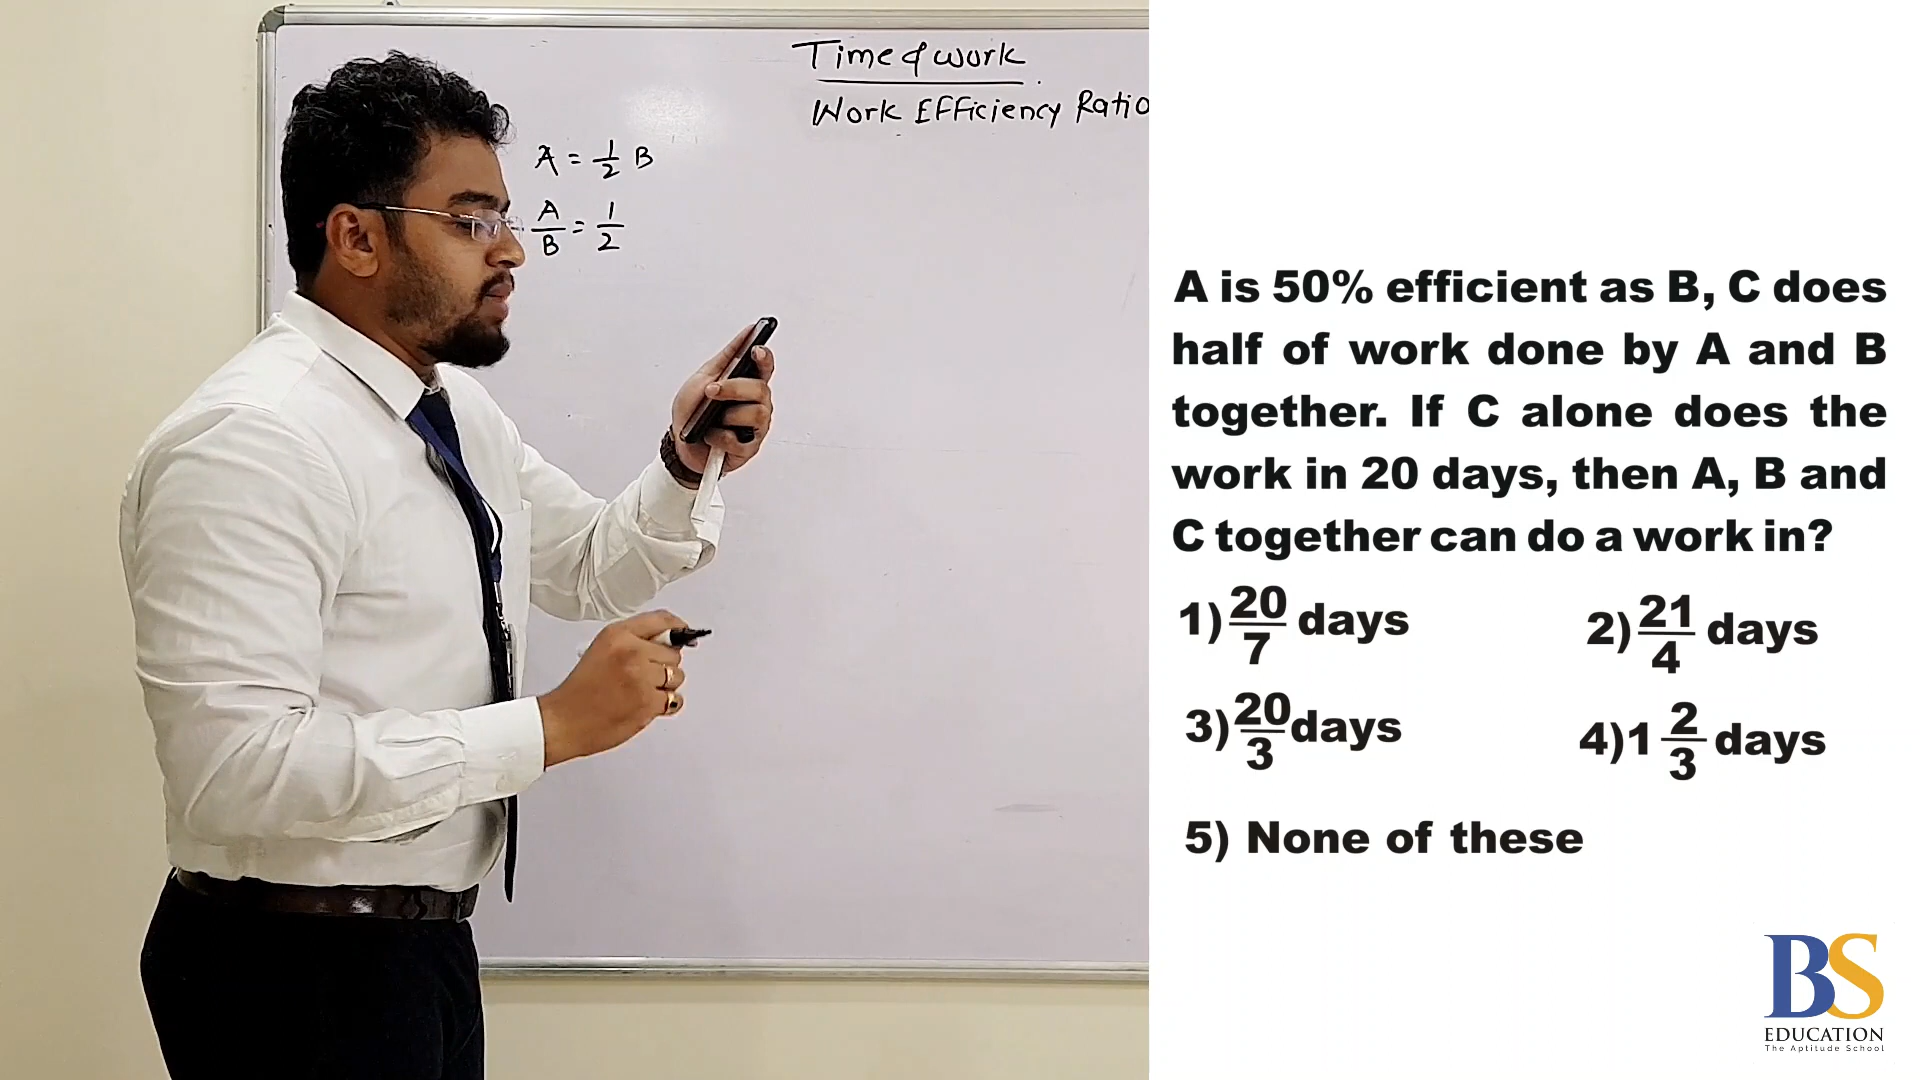 Time & work
Work Efficiency Ratio
A = 1/2 B
A/B = 1/2
A is 50% efficient as B, C does
half of work done by A and B
together. If C alone does the
work in 20 days, then A, B and
C together can do a work in?
1) 20/7 days
2) 21/4 days
3) 20/3 days
4) 1 2/3 days
5) None of these
BS
EDUCATION
The Aptitude School